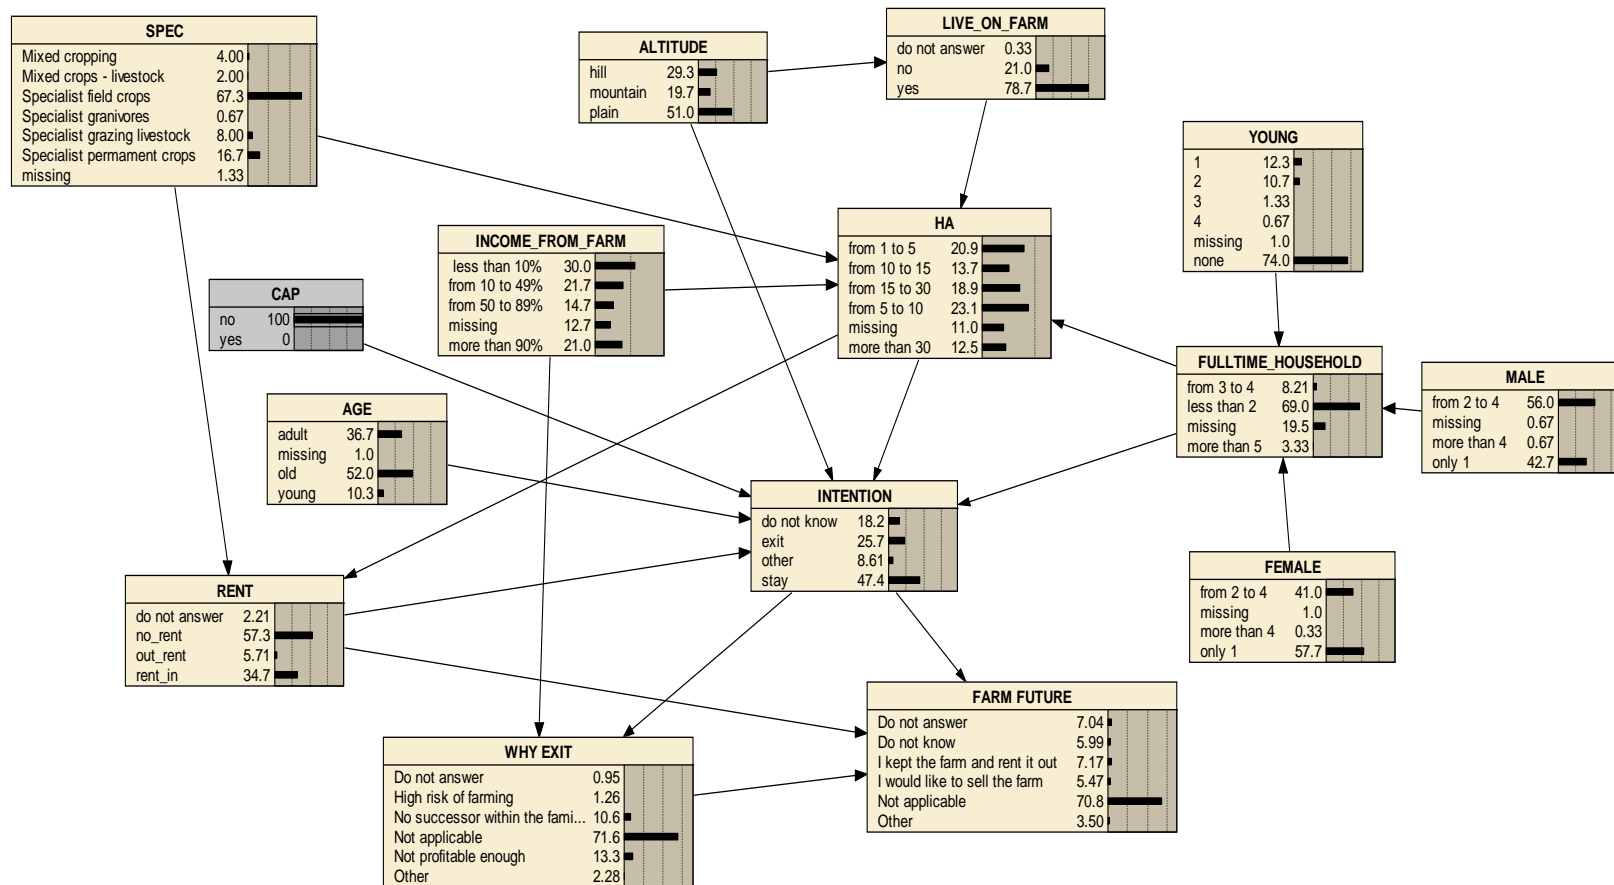 SPEC
Mixed cropping 4.00
Mixed crops - livestock 2.00
Specialist field crops 67.3
Specialist granivores 0.67
Specialist grazing livestock 8.00
Specialist permament crops 16.7
missing 1.33
ALTITUDE
hill 29.3
mountain 19.7
plain 51.0
LIVE_ON_FARM
do not answer 0.33
no 21.0
yes 78.7
YOUNG
1 12.3
2 10.7
3 1.33
4 0.67
missing 1.0
none 74.0
INCOME_FROM_FARM
less than 10% 30.0
from 10 to 49% 21.7
from 50 to 89% 14.7
missing 12.7
more than 90% 21.0
HA
from 1 to 5 20.9
from 10 to 15 13.7
from 15 to 30 18.9
from 5 to 10 23.1
missing 11.0
more than 30 12.5
CAP
no 100
yes 0
FULLTIME_HOUSEHOLD
from 3 to 4 8.21
less than 2 69.0
missing 19.5
more than 5 3.33
MALE
from 2 to 4 56.0
missing 0.67
more than 4 0.67
only 1 42.7
AGE
adult 36.7
missing 1.0
old 52.0
young 10.3
INTENTION
do not know 18.2
exit 25.7
other 8.61
stay 47.4
FEMALE
from 2 to 4 41.0
missing 1.0
more than 4 0.33
only 1 57.7
RENT
do not answer 2.21
no_rent 57.3
out_rent 5.71
rent_in 34.7
FARM FUTURE
Do not answer 7.04
Do not know 5.99
I kept the farm and rent it out 7.17
I would like to sell the farm 5.47
Not applicable 70.8
Other 3.50
WHY EXIT
Do not answer 0.95
High risk of farming 1.26
No successor within the fami... 10.6
Not applicable 71.6
Not profitable enough 13.3
Other 2.28